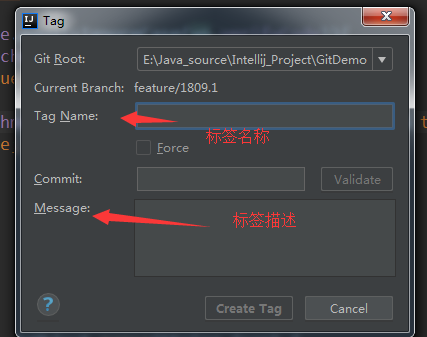 Tag
Git Root:
E:\Java_source\Intellij_Project\GitDemo
Current Branch:
feature/1809.1
Tag Name:
标签名称
Force
Commit:
Validate
Message:
标签描述
?
Create Tag
Cancel